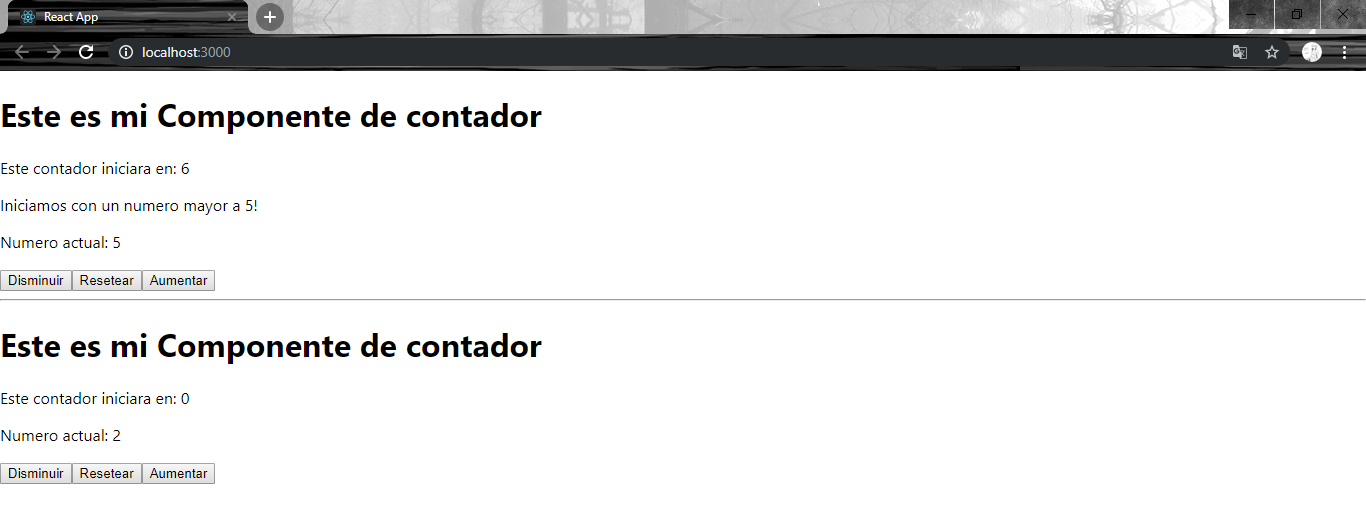 React App
localhost:3000
Este es mi Componente de contador
Este contador iniciara en: 6
Iniciamos con un numero mayor a 5!
Numero actual: 5
Disminuir Resetear Aumentar
Este es mi Componente de contador
Este contador iniciara en: 0
Numero actual: 2
Disminuir Resetear Aumentar